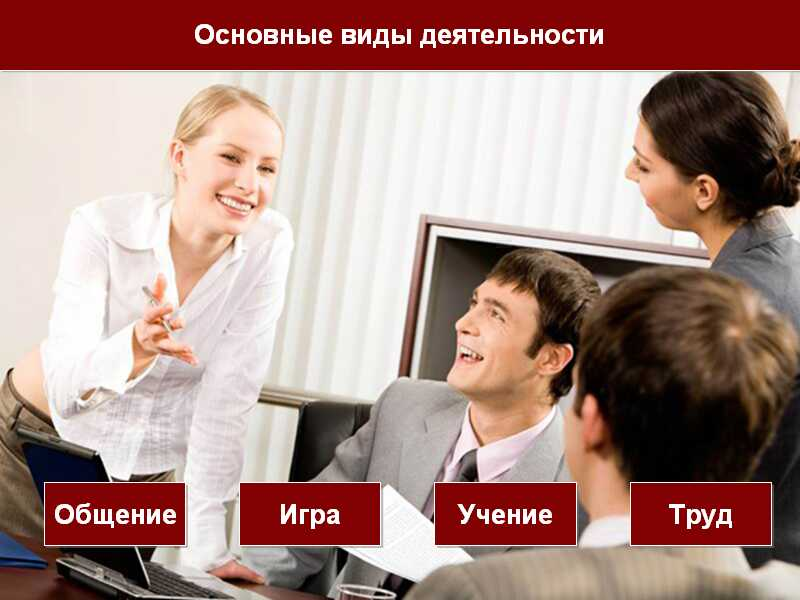 Основные виды деятельности
Общение
Игра
Учение
Труд